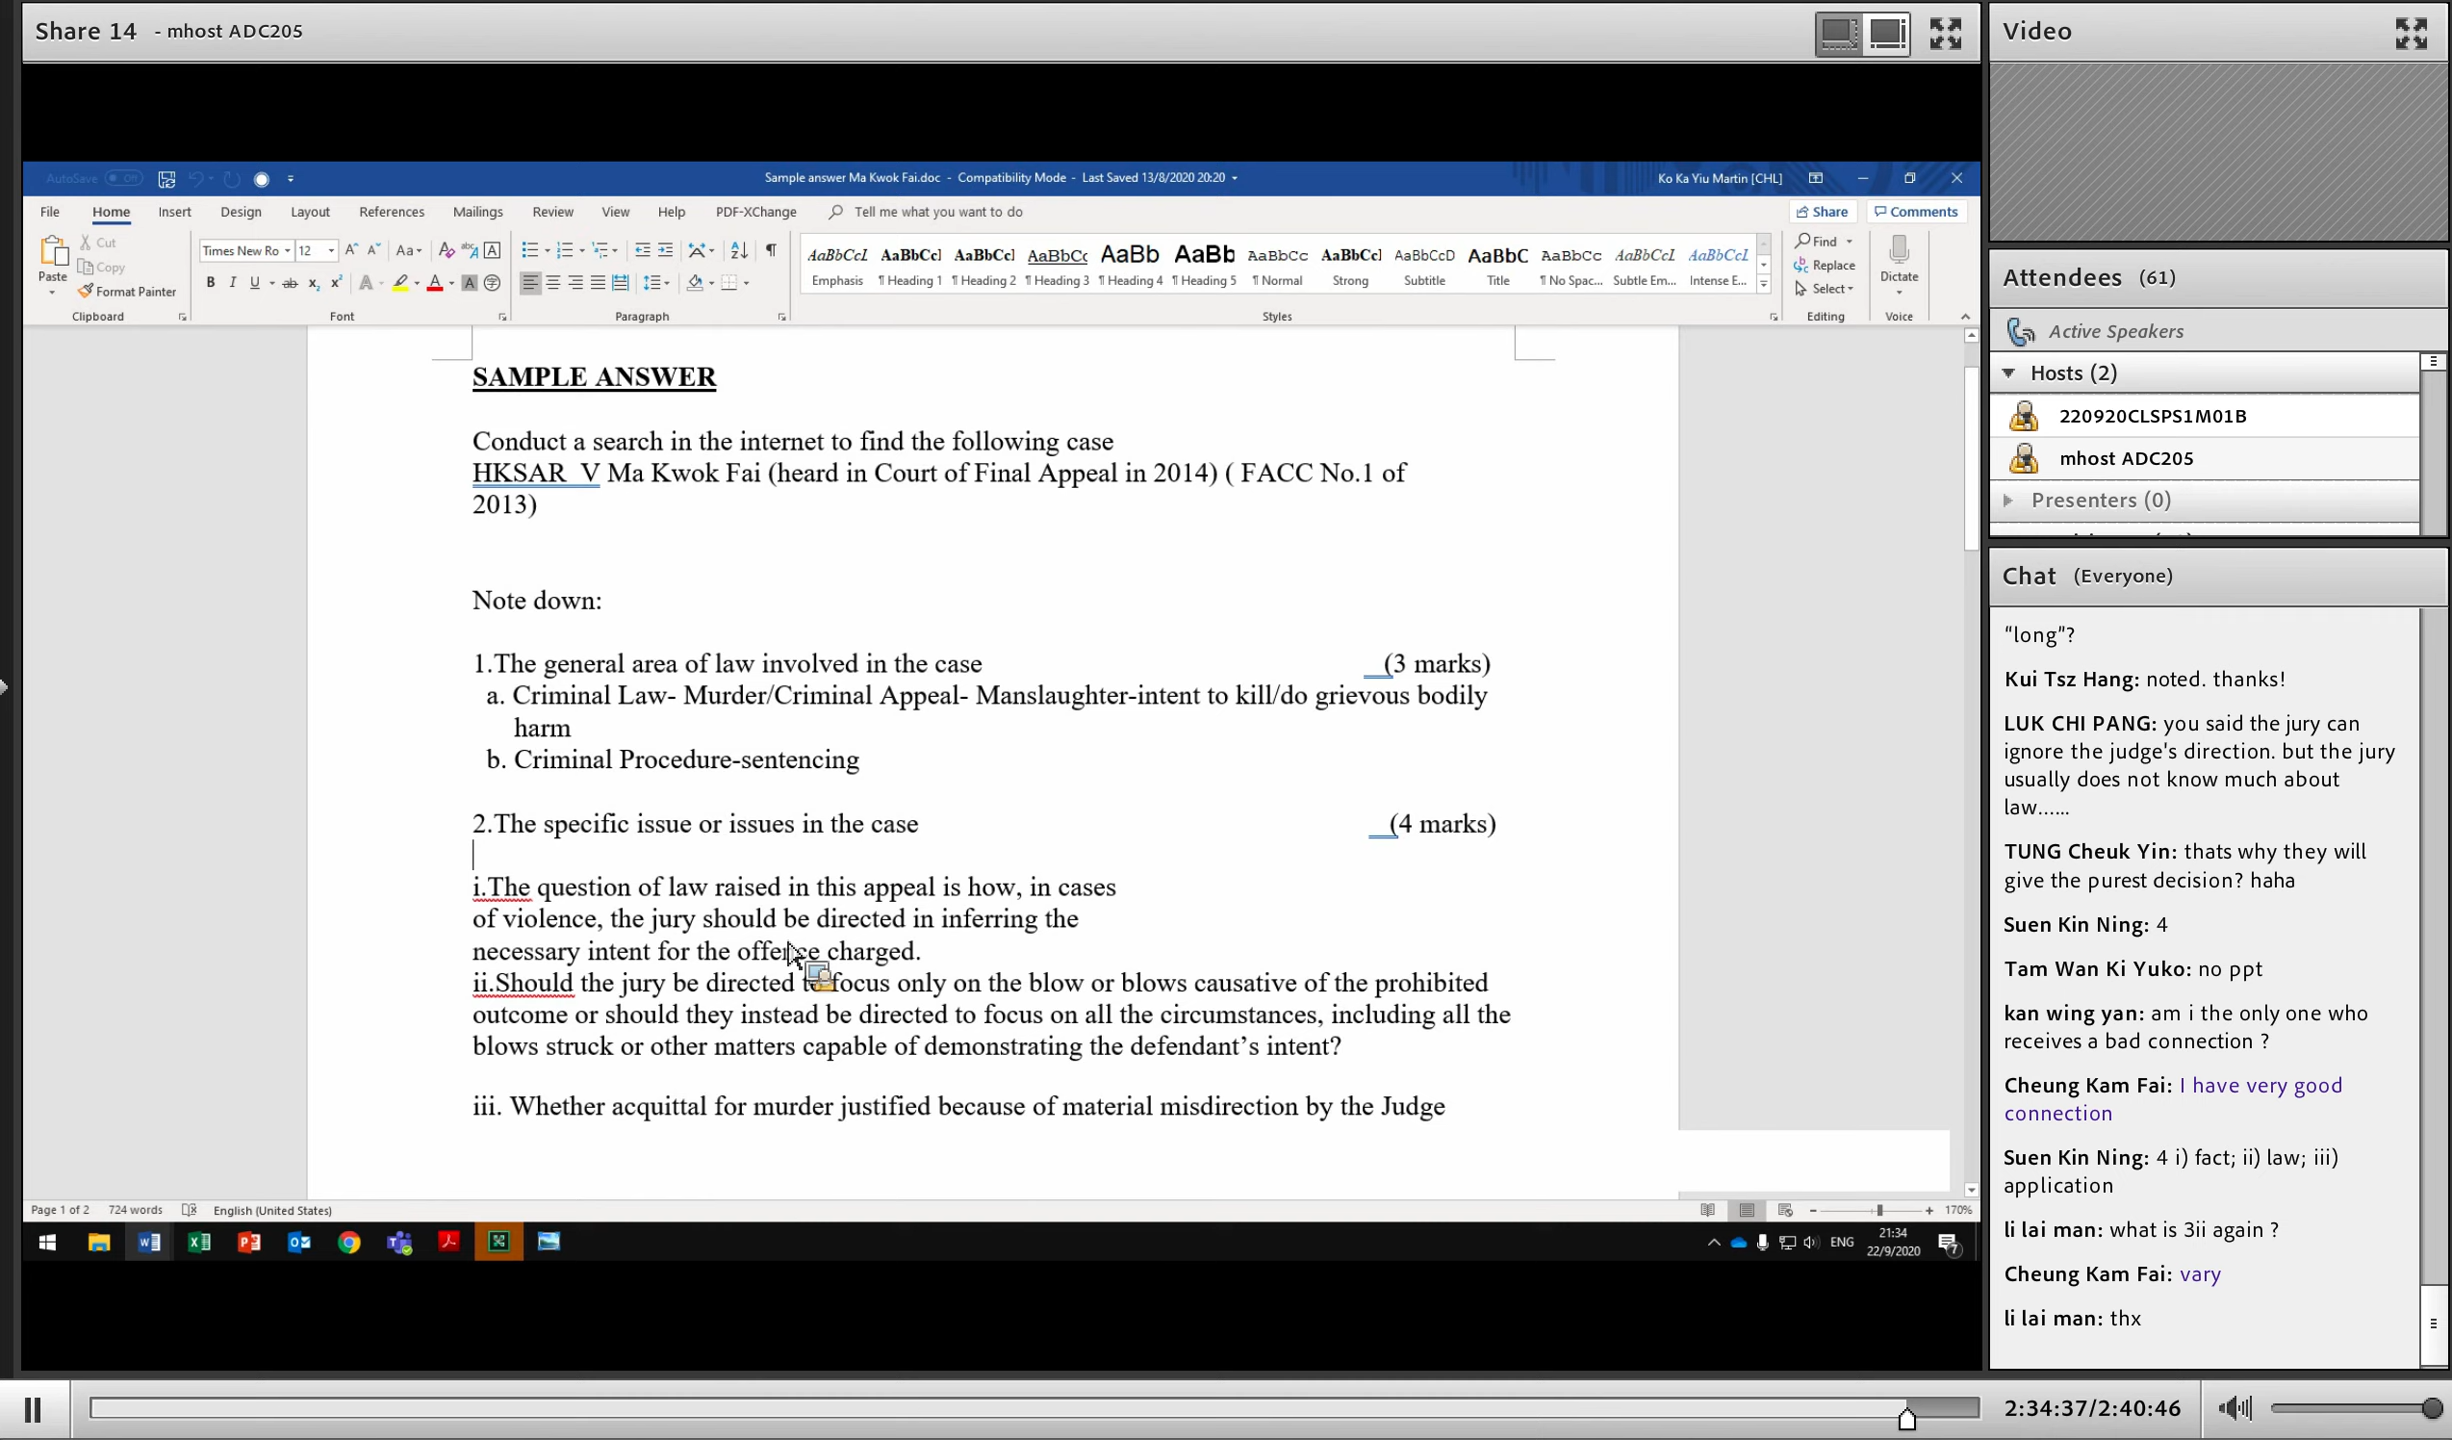 Share 14 - mhost ADC205
AutoSave Off
Sample answer Ma Kwok Fai.doc - Compatibility Mode - Last Saved 13/8/2020 20:20
Ko Ka Yiu Martin [CHL]
File Home Insert Design Layout References Mailings Review View Help PDF-XChange Tell me what you want to do
Share Comments
Paste
Cut
Copy
Format Painter
Clipboard
Times New Ro 12
Font
Paragraph
AaBbCcI AaBbCcI AaBbCcI AaBbCc AaBb AaBb AaBbCc AaBbCcI AaBbCcD AaBbC AaBbCc AaBbCcI AaBbCcI
Emphasis ¶ Heading 1 ¶ Heading 2 ¶ Heading 3 ¶ Heading 4 ¶ Heading 5 ¶ Normal Strong Subtitle Title ¶ No Spac... Subtle Em... Intense E...
Styles
Find
Replace
Select
Editing
Dictate
Voice
SAMPLE ANSWER
Conduct a search in the internet to find the following case
HKSAR V Ma Kwok Fai (heard in Court of Final Appeal in 2014) ( FACC No.1 of
2013)
Note down:
1.The general area of law involved in the case __(3 marks)
a. Criminal Law- Murder/Criminal Appeal- Manslaughter-intent to kill/do grievous bodily
harm
b. Criminal Procedure-sentencing
2.The specific issue or issues in the case __(4 marks)
i.The question of law raised in this appeal is how, in cases
of violence, the jury should be directed in inferring the
necessary intent for the offence charged.
ii.Should the jury be directed to focus only on the blow or blows causative of the prohibited
outcome or should they instead be directed to focus on all the circumstances, including all the
blows struck or other matters capable of demonstrating the defendant's intent?
iii. Whether acquittal for murder justified because of material misdirection by the Judge
Page 1 of 2 724 words English (United States)
170%
ENG
21:34
22/9/2020
7
Video
Attendees (61)
Active Speakers
Hosts (2)
220920CLSPS1M01B
mhost ADC205
Presenters (0)
Chat (Everyone)
"long"?
Kui Tsz Hang: noted. thanks!
LUK CHI PANG: you said the jury can
ignore the judge's direction. but the jury
usually does not know much about
law......
TUNG Cheuk Yin: thats why they will
give the purest decision? haha
Suen Kin Ning: 4
Tam Wan Ki Yuko: no ppt
kan wing yan: am i the only one who
receives a bad connection ?
Cheung Kam Fai: I have very good
connection
Suen Kin Ning: 4 i) fact; ii) law; iii)
application
li lai man: what is 3ii again ?
Cheung Kam Fai: vary
li lai man: thx
2:34:37/2:40:46